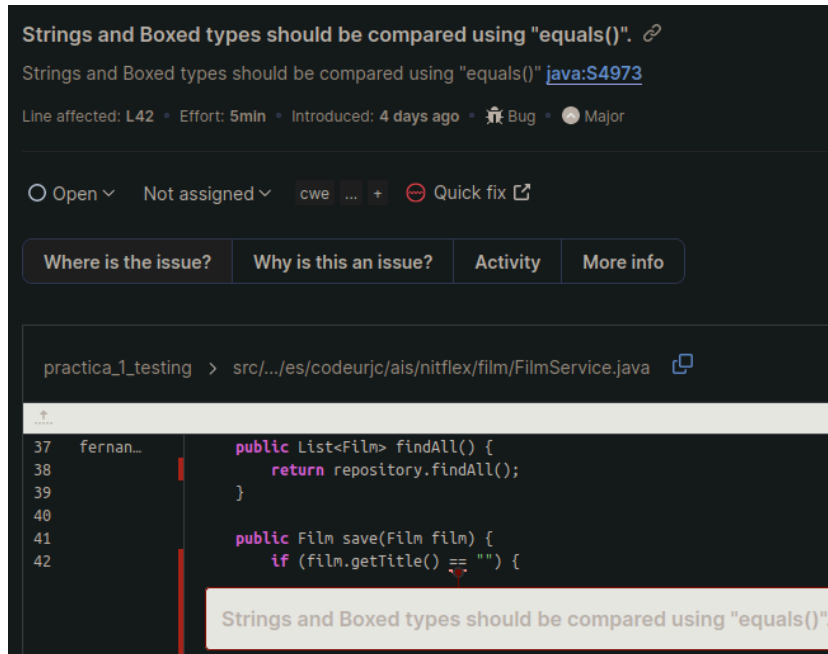 Strings and Boxed types should be compared using "equals()".
Strings and Boxed types should be compared using "equals()" java:S4973
Line affected: L42 • Effort: 5min • Introduced: 4 days ago • Bug • Major
Open Not assigned cwe ... + Quick fix
Where is the issue? Why is this an issue? Activity More info
practica_1_testing > src/.../es/codeurjc/ais/nitflex/film/FilmService.java
37 fernan... public List<Film> findAll() {
38 return repository.findAll();
39 }
40
41 public Film save(Film film) {
42 if (film.getTitle() == "") {
Strings and Boxed types should be compared using "equals()".